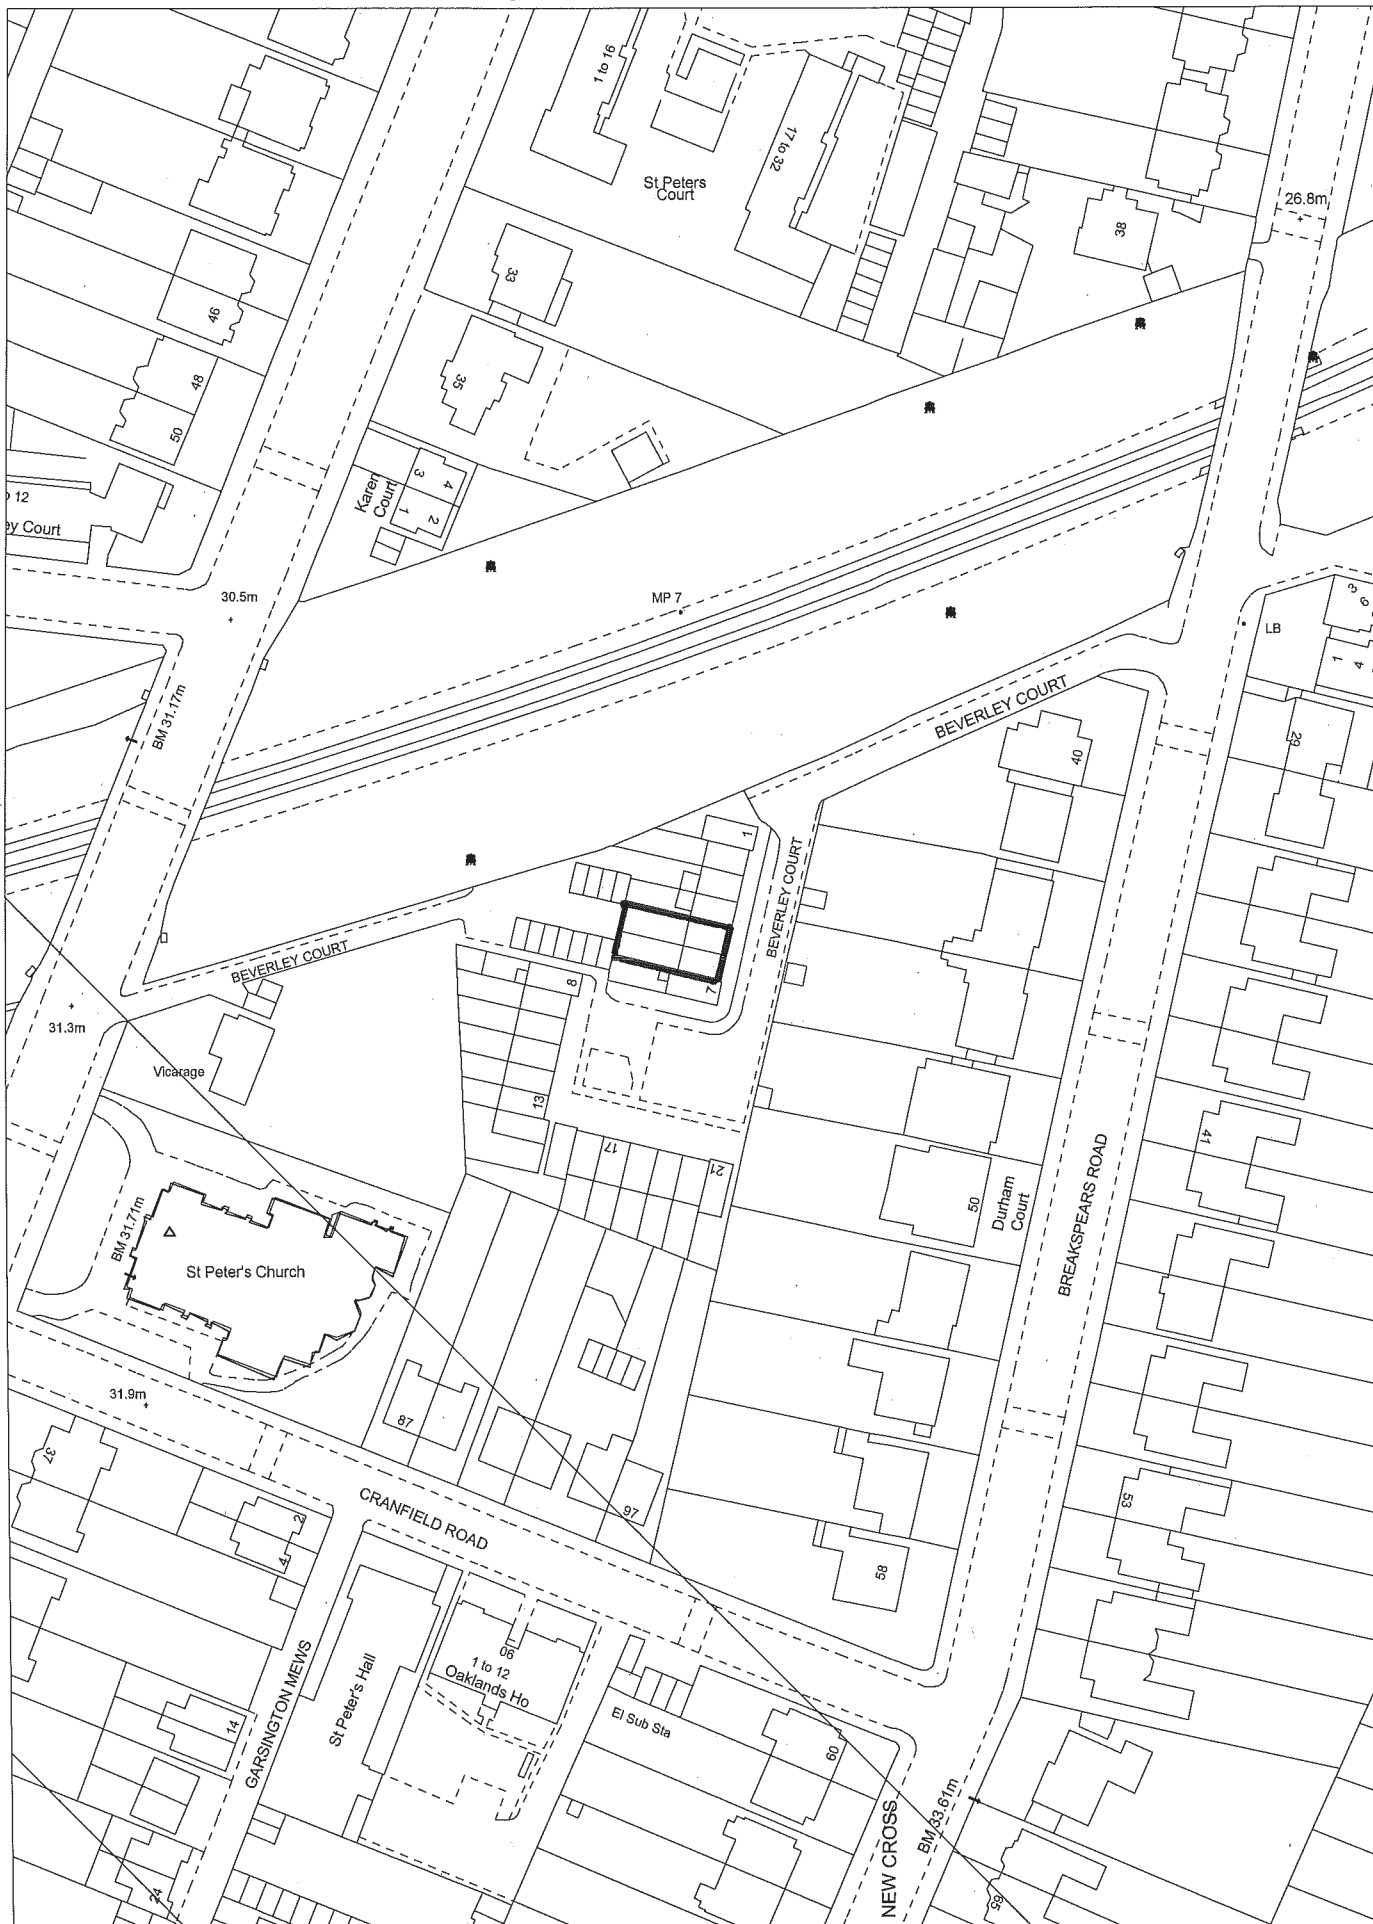 1 to 16
17 to 32
St Peters
Court
38
26.8m
33
46
35
48
50
Karen
Court
3
4
1
2
12
ey Court
30.5m
MP 7
3
6
LB
1
4
BM 31.17m
BEVERLEY COURT
40
29
1
BEVERLEY COURT
BEVERLEY COURT
8
7
31.3m
Vicarage
13
17
21
41
50
Durham
Court
BREAKSPEARS ROAD
BM 31.71m
St Peter's Church
31.9m
87
37
97
53
58
CRANFIELD ROAD
2
4
GARSINGTON MEWS
St Peter's Hall
90
1 to 12
Oaklands Ho
El Sub Sta
14
60
NEW CROSS
BM 33.61m
24
65